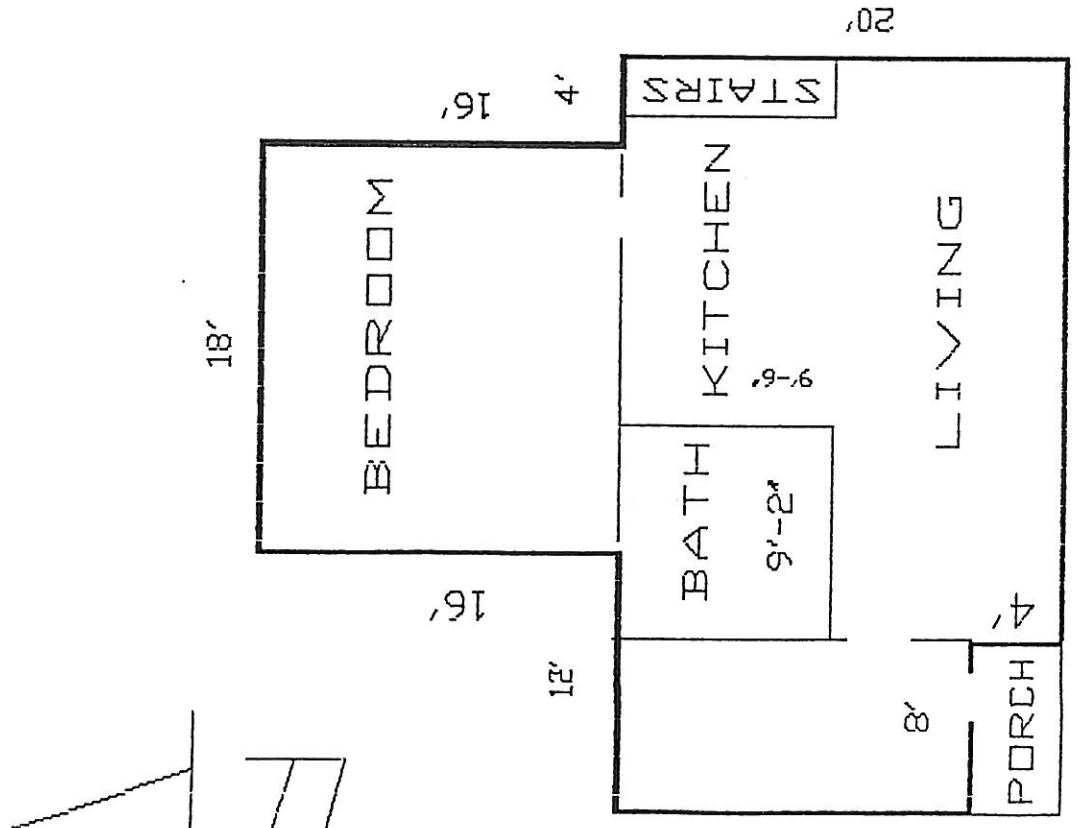 20'
16'
4'
STAIRS
BEDROOM
KITCHEN
LIVING
18'
9'-6"
BATH
9'-2"
16'
4'
12'
8'
PORCH